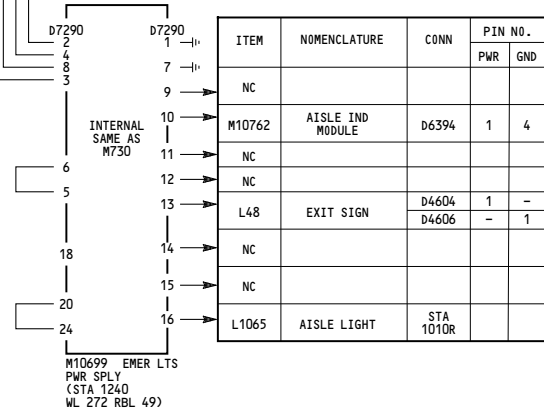 D7290 D7290
2 1
4
8 7
3
9
10
INTERNAL
SAME AS
M730
11
12
6
5 13
18 14
15
20 16
24
M10699 EMER LTS
PWR SPLY
(STA 1240
WL 272 RBL 49)
ITEM NOMENCLATURE CONN PIN NO.
PWR GND
NC
M10762 AISLE IND MODULE D6394 1 4
NC
NC
L48 EXIT SIGN D4604 1 –
D4606 – 1
NC
NC
L1065 AISLE LIGHT STA 1010R